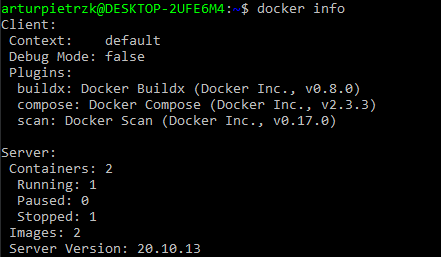 arturpietrzk@DESKTOP-2UFE6M4:~$ docker info
Client:
 Context:    default
 Debug Mode: false
 Plugins:
  buildx: Docker Buildx (Docker Inc., v0.8.0)
  compose: Docker Compose (Docker Inc., v2.3.3)
  scan: Docker Scan (Docker Inc., v0.17.0)

Server:
 Containers: 2
  Running: 1
  Paused: 0
  Stopped: 1
 Images: 2
 Server Version: 20.10.13